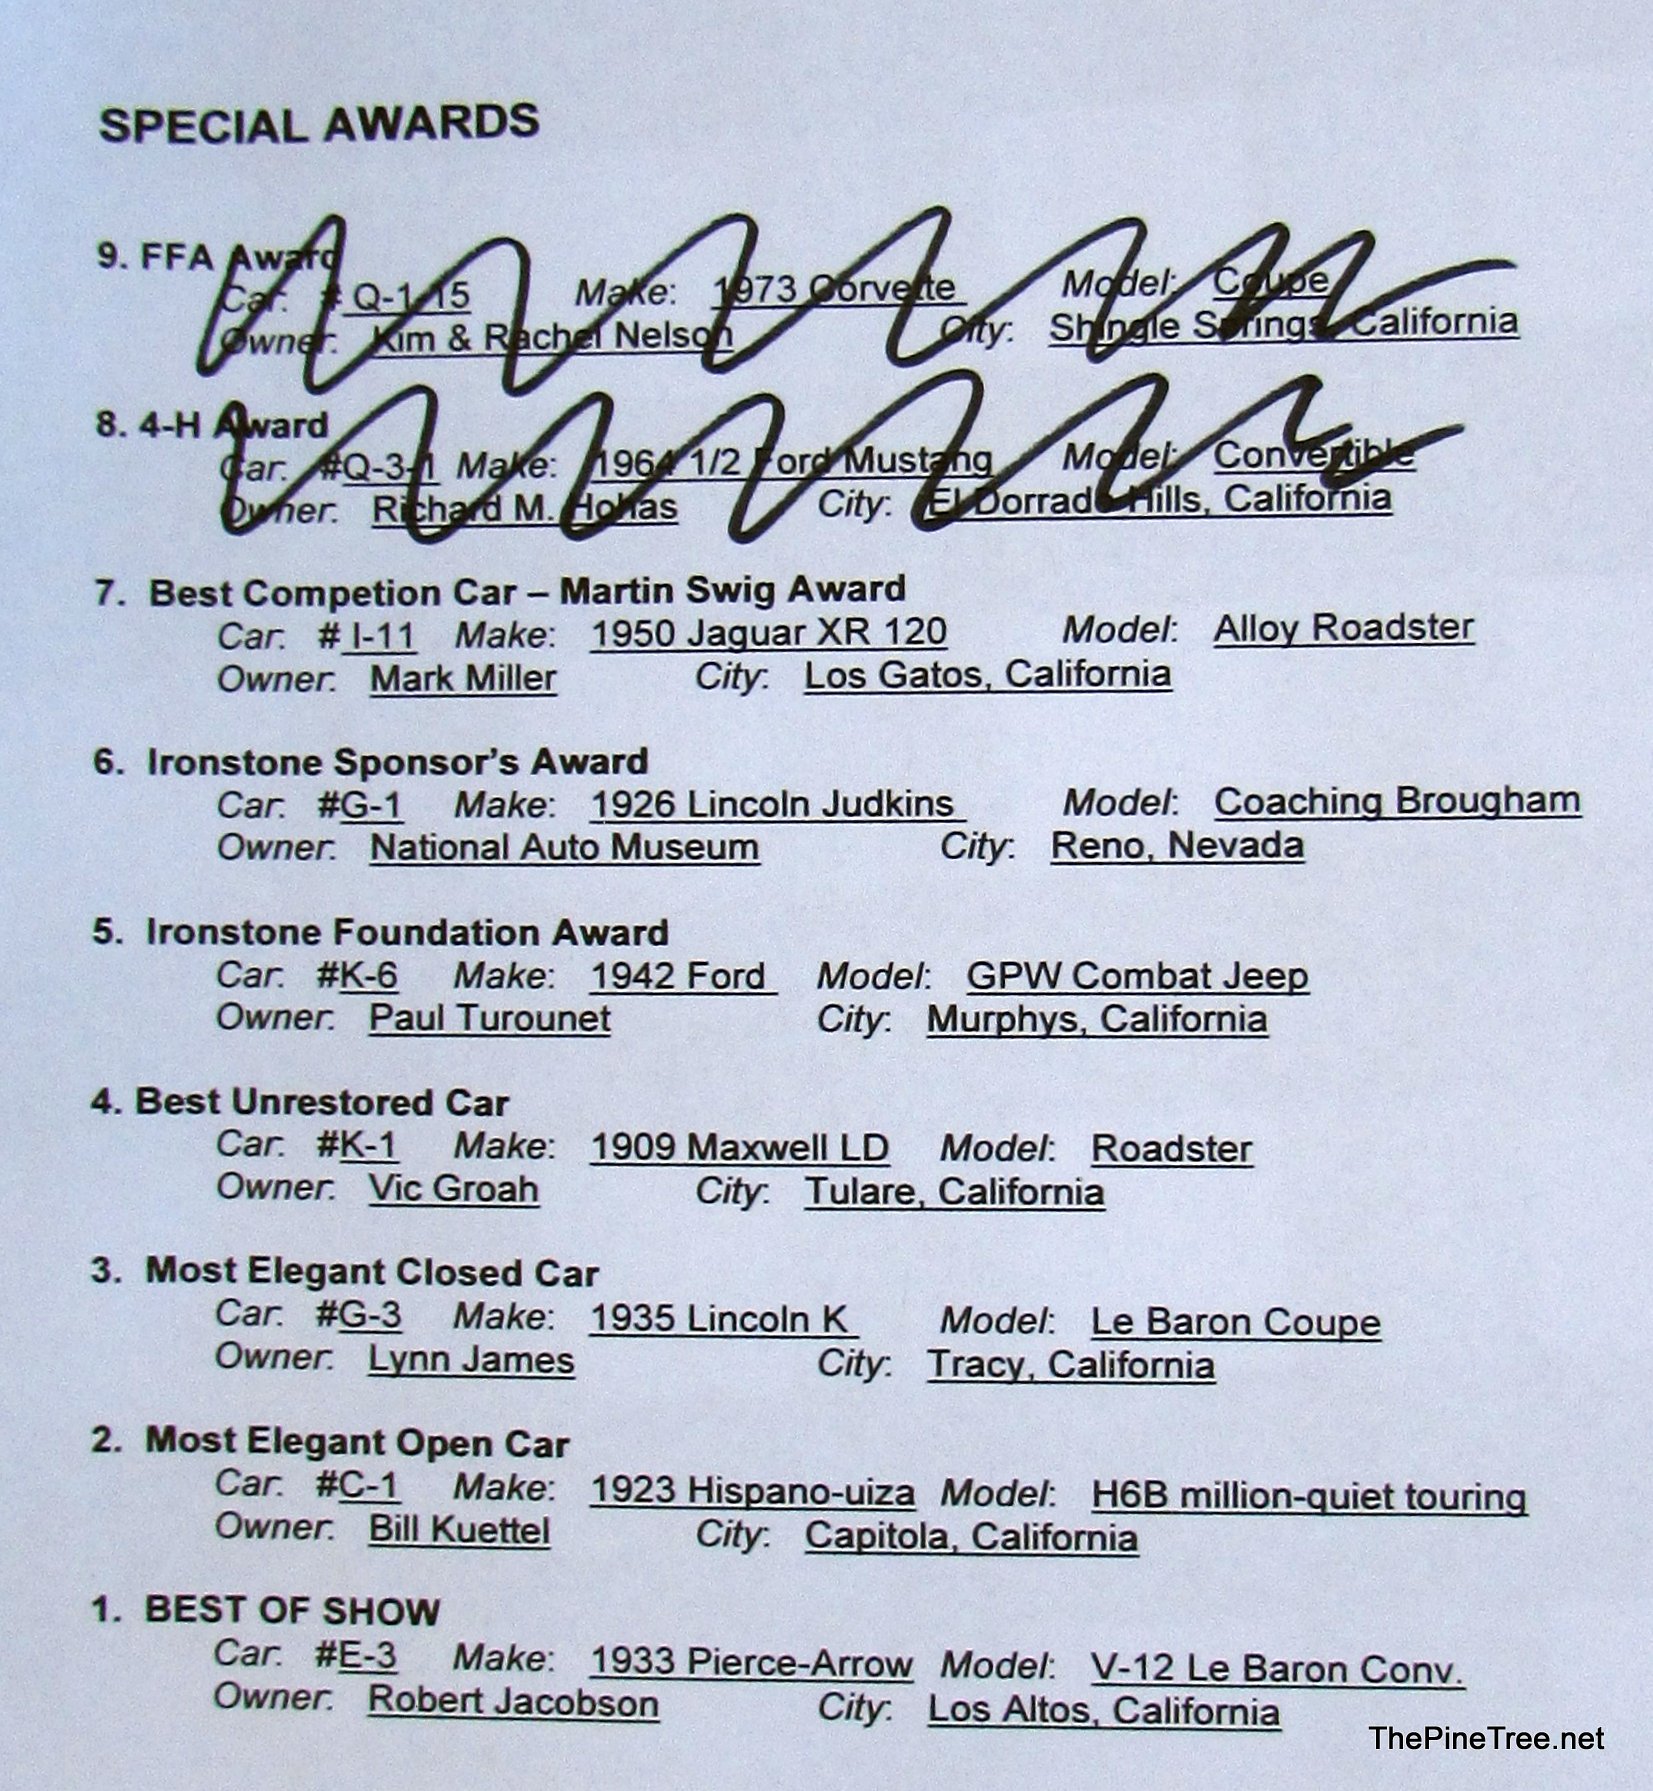 SPECIAL AWARDS
9. FFA Award
Car: # Q-1-15 Make: 1973 Corvette Model: Coupe
Owner: Kim & Rachel Nelson City: Shingle Springs, California
8. 4-H Award
Car: #Q-3-1 Make: 1964 1/2 Ford Mustang Model: Convertible
Owner: Richard M. City: El Dorrado Hills, California
7. Best Competion Car – Martin Swig Award
Car: # I-11 Make: 1950 Jaguar XR 120 Model: Alloy Roadster
Owner: Mark Miller City: Los Gatos, California
6. Ironstone Sponsor’s Award
Car: #G-1 Make: 1926 Lincoln Judkins Model: Coaching Brougham
Owner: National Auto Museum City: Reno, Nevada
5. Ironstone Foundation Award
Car: #K-6 Make: 1942 Ford Model: GPW Combat Jeep
Owner: Paul Turounet City: Murphys, California
4. Best Unrestored Car
Car: #K-1 Make: 1909 Maxwell LD Model: Roadster
Owner: Vic Groah City: Tulare, California
3. Most Elegant Closed Car
Car: #G-3 Make: 1935 Lincoln K Model: Le Baron Coupe
Owner: Lynn James City: Tracy, California
2. Most Elegant Open Car
Car: #C-1 Make: 1923 Hispano-uiza Model: H6B million-quiet touring
Owner: Bill Kuettel City: Capitola, California
1. BEST OF SHOW
Car: #E-3 Make: 1933 Pierce-Arrow Model: V-12 Le Baron Conv.
Owner: Robert Jacobson City: Los Altos, California
ThePineTree.net